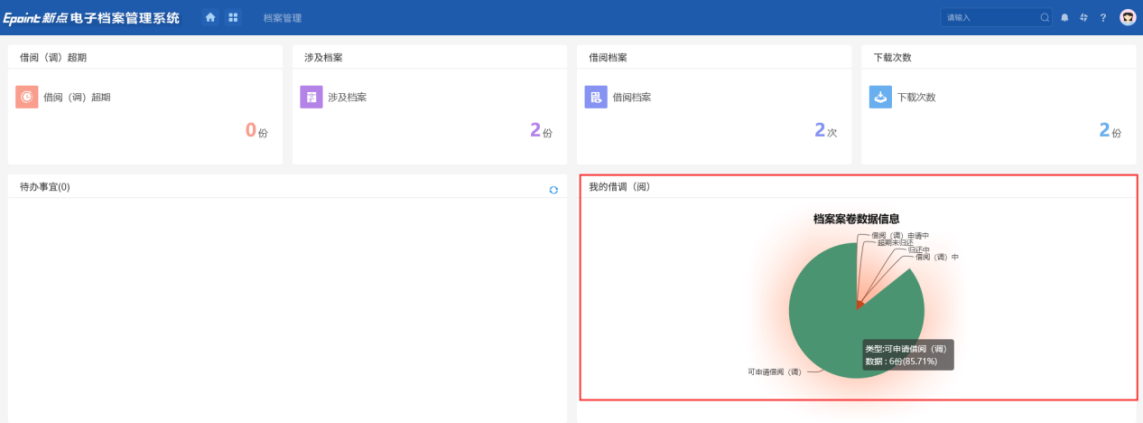 Epoint 新点 电子档案管理系统
档案管理
请输入
?
借阅（调）超期
借阅（调）超期
0份
涉及档案
涉及档案
2份
借阅档案
借阅档案
2次
下载次数
下载次数
2份
待办事宜(0)
我的借调（阅）
档案案卷数据信息
借阅（调）申请中
超期未归还
归还中
借阅（调）中
类型:可申请借阅（调）
数据 : 6份(85.71%)
可申请借阅（调）